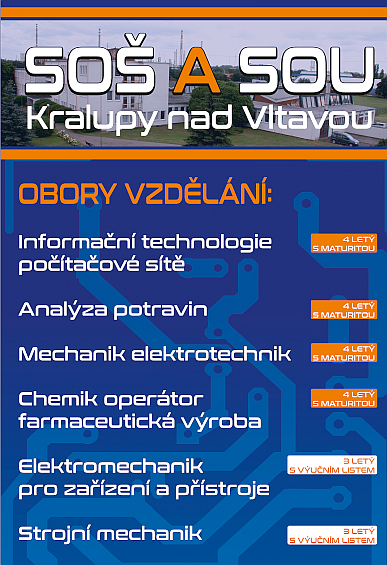 SOŠ A SOU
Kralupy nad Vltavou
OBORY VZDĚLÁNÍ:
Informační technologie
počítačové sítě
4 LETÝ
S MATURITOU
Analýza potravin
4 LETÝ
S MATURITOU
Mechanik elektrotechnik
4 LETÝ
S MATURITOU
Chemik operátor
farmaceutická výroba
4 LETÝ
S MATURITOU
Elektromechanik
pro zařízení a přístroje
3 LETÝ
S VÝUČNÍM LISTEM
Strojní mechanik
3 LETÝ
S VÝUČNÍM LISTEM